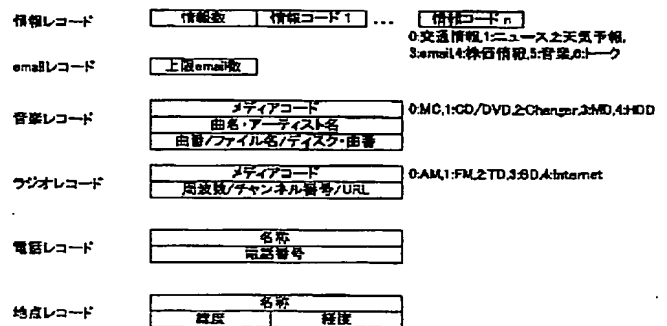 情報レコード 情報数 情報コード 1 ... 情報コード n
0:交通情報,1:ニュース,2:天気予報,
3:email,4:株価情報,5:音楽,6:トーク
emailレコード 上限email数
音楽レコード メディアコード 0:MC,1:CD/DVD,2:Changer,3:MD,4:HDD
曲名・アーティスト名
曲番/ファイル名/ディスク・曲番
ラジオレコード メディアコード 0:AM,1:FM,2:TD,3:BD,4:Internet
周波数/チャンネル番号/URL
電話レコード 名称
電話番号
地点レコード 名称
緯度 経度